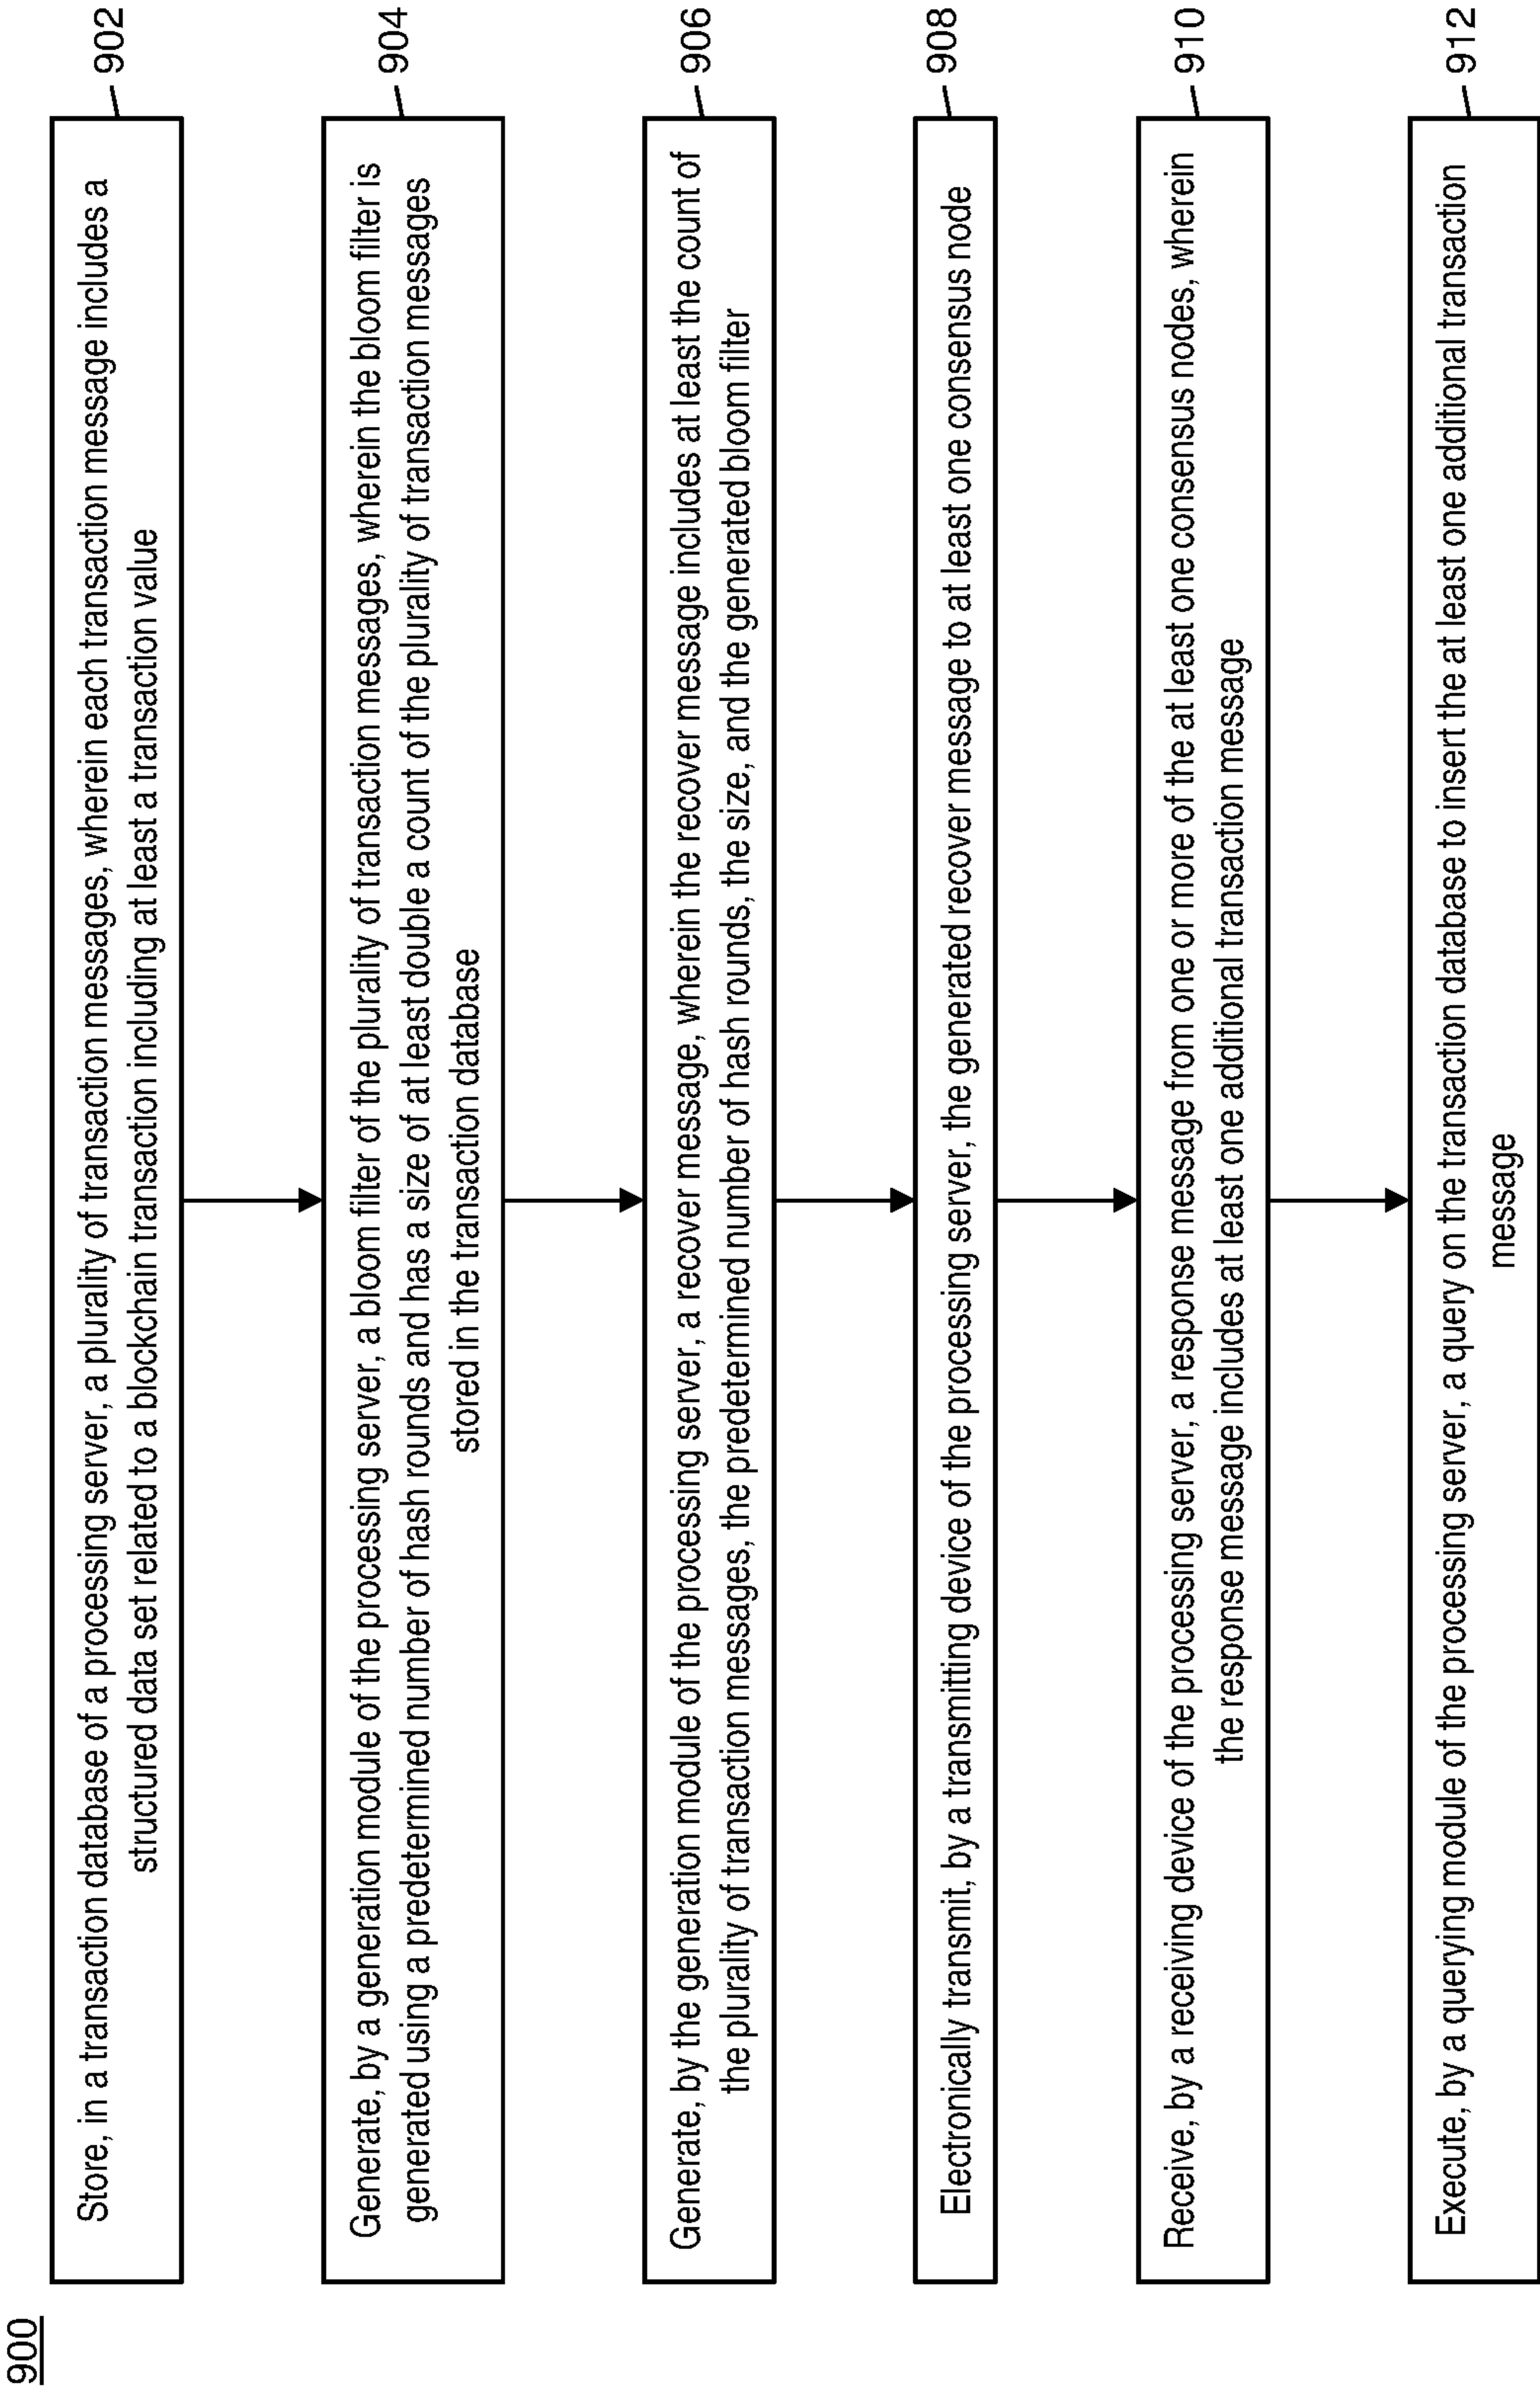 900
Store, in a transaction database of a processing server, a plurality of transaction messages, wherein each transaction message includes a
structured data set related to a blockchain transaction including at least a transaction value
902
Generate, by a generation module of the processing server, a bloom filter of the plurality of transaction messages, wherein the bloom filter is
generated using a predetermined number of hash rounds and has a size of at least double a count of the plurality of transaction messages
stored in the transaction database
904
Generate, by the generation module of the processing server, a recover message, wherein the recover message includes at least the count of
the plurality of transaction messages, the predetermined number of hash rounds, the size, and the generated bloom filter
906
Electronically transmit, by a transmitting device of the processing server, the generated recover message to at least one consensus node
908
Receive, by a receiving device of the processing server, a response message from one or more of the at least one consensus nodes, wherein
the response message includes at least one additional transaction message
910
Execute, by a querying module of the processing server, a query on the transaction database to insert the at least one additional transaction
message
912